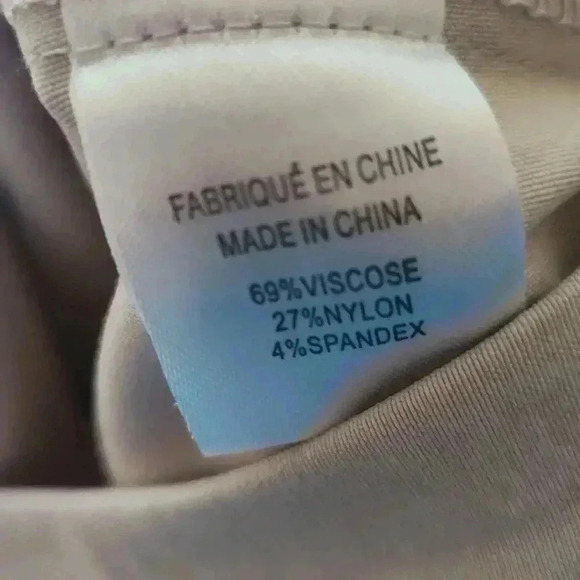 FABRIQUÉ EN CHINE
MADE IN CHINA
69%VISCOSE
27%NYLON
4%SPANDEX